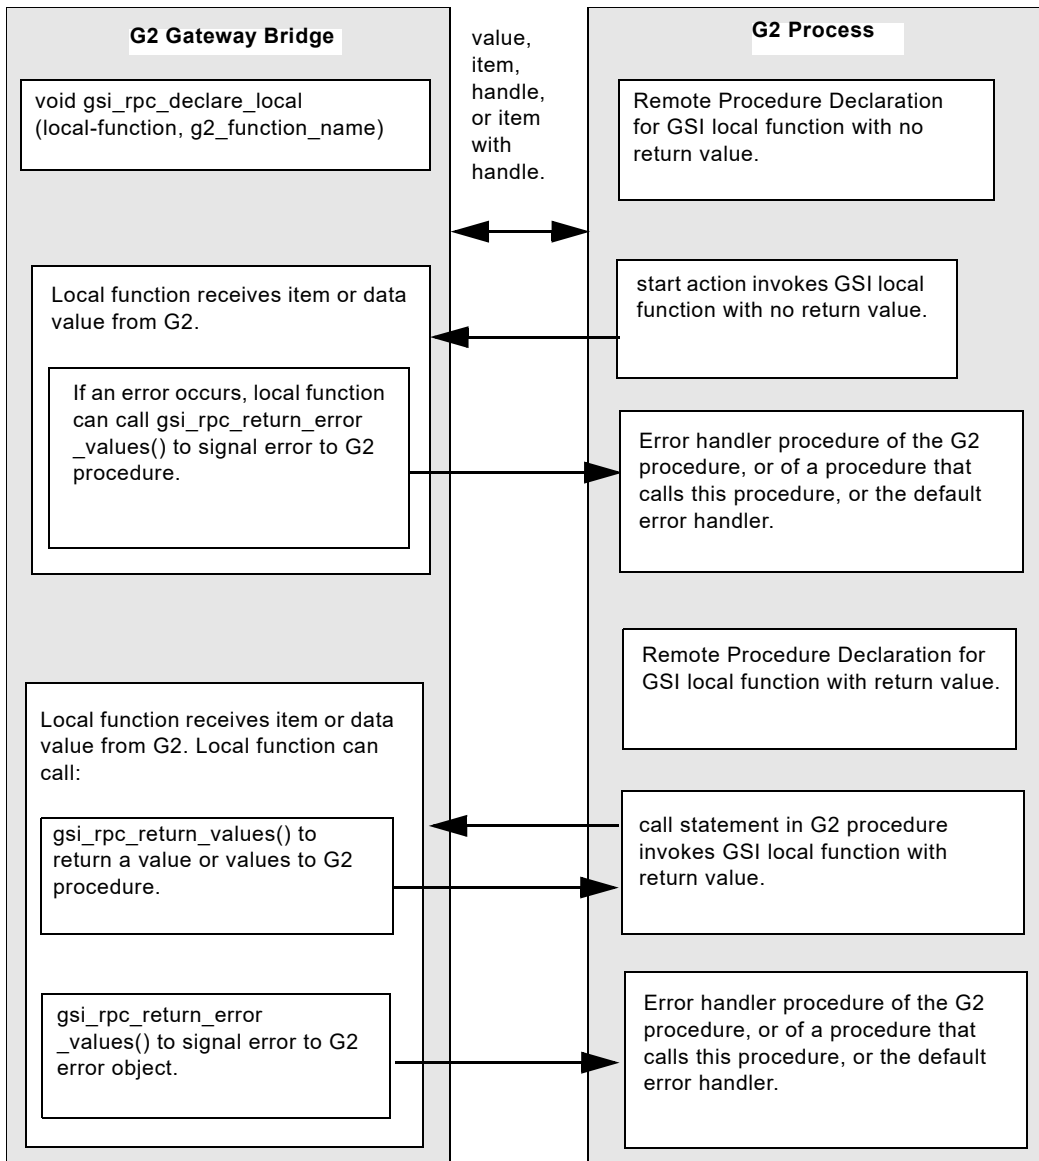 G2 Gateway Bridge
void gsi_rpc_declare_local
(local-function, g2_function_name)
Local function receives item or data
value from G2.
If an error occurs, local function
can call gsi_rpc_return_error
_values() to signal error to G2
procedure.
Local function receives item or data
value from G2. Local function can
call:
gsi_rpc_return_values() to
return a value or values to G2
procedure.
gsi_rpc_return_error
_values() to signal error to G2
error object.
value,
item,
handle,
or item
with
handle.
G2 Process
Remote Procedure Declaration
for GSI local function with no
return value.
start action invokes GSI local
function with no return value.
Error handler procedure of the G2
procedure, or of a procedure that
calls this procedure, or the default
error handler.
Remote Procedure Declaration for
GSI local function with return value.
call statement in G2 procedure
invokes GSI local function with
return value.
Error handler procedure of the G2
procedure, or of a procedure that
calls this procedure, or the default
error handler.